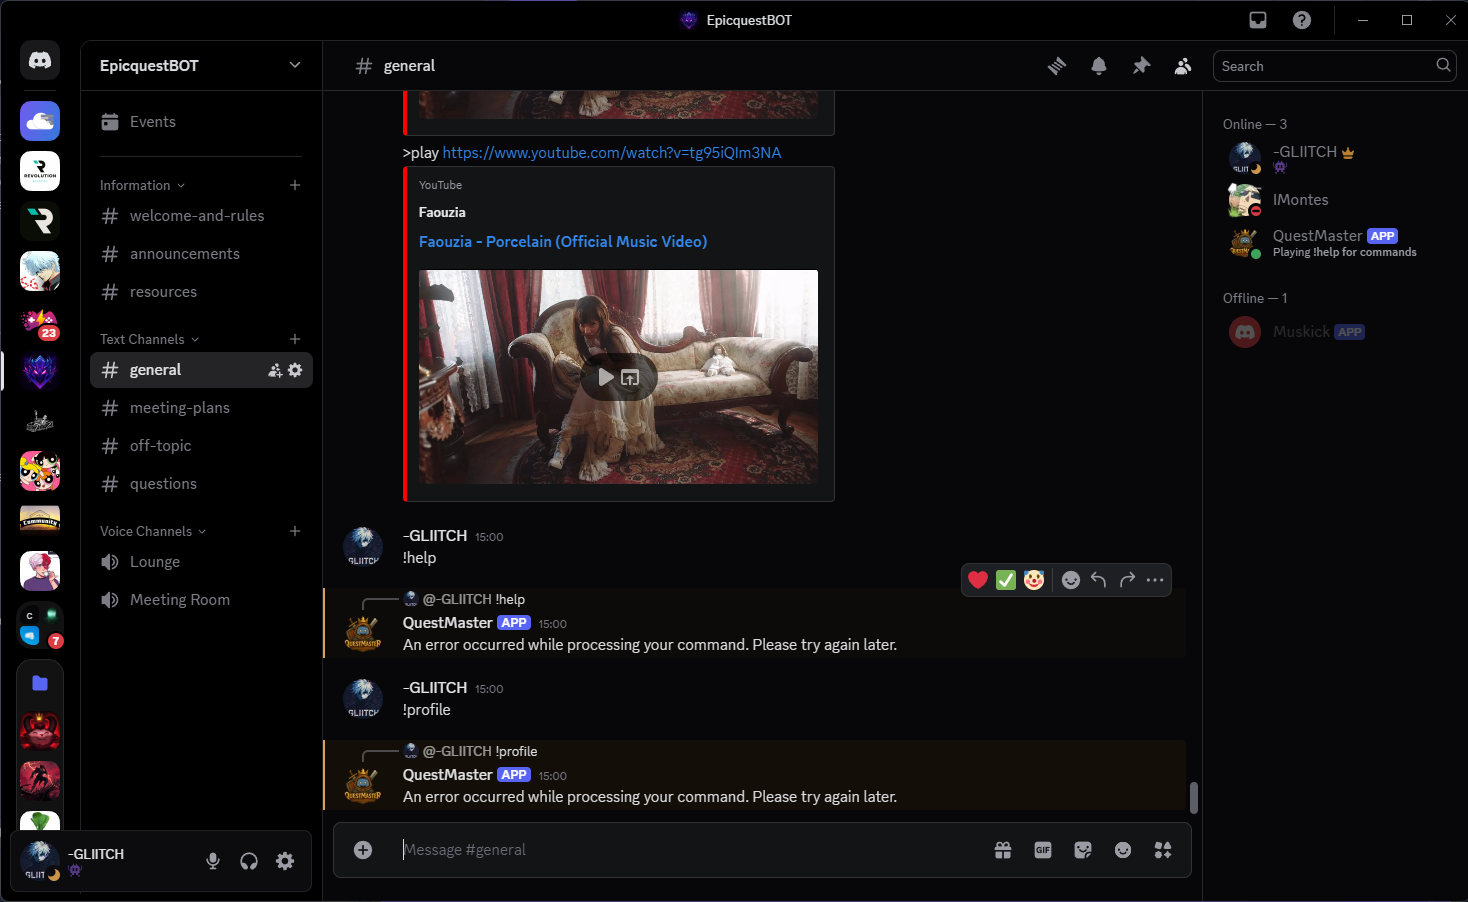 EpicquestBOT
EpicquestBOT
general
Search
Events
Information
welcome-and-rules
announcements
resources
Text Channels
general
meeting-plans
off-topic
questions
Voice Channels
Lounge
Meeting Room
REVOLUTION
23
Community
C
7
>play https://www.youtube.com/watch?v=tg95iQIm3NA
YouTube
Faouzia
Faouzia - Porcelain (Official Music Video)
-GLIITCH 15:00
!help
@-GLIITCH !help
QuestMaster APP 15:00
An error occurred while processing your command. Please try again later.
-GLIITCH 15:00
!profile
@-GLIITCH !profile
QuestMaster APP 15:00
An error occurred while processing your command. Please try again later.
Message #general
GIF
Online — 3
-GLIITCH
IMontes
QuestMaster APP
Playing !help for commands
Offline — 1
Muskick APP
-GLIITCH